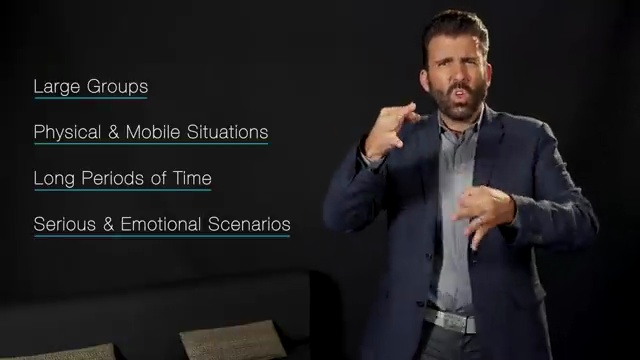 Large Groups
Physical & Mobile Situations
Long Periods of Time
Serious & Emotional Scenarios